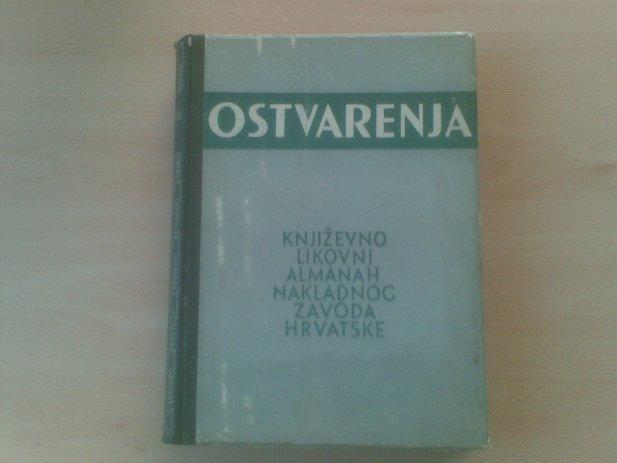 OSTVARENJA
KNJIŽEVNO
LIKOVNI
ALMANAH
NAKLADNOG
ZAVODA
HRVATSKE